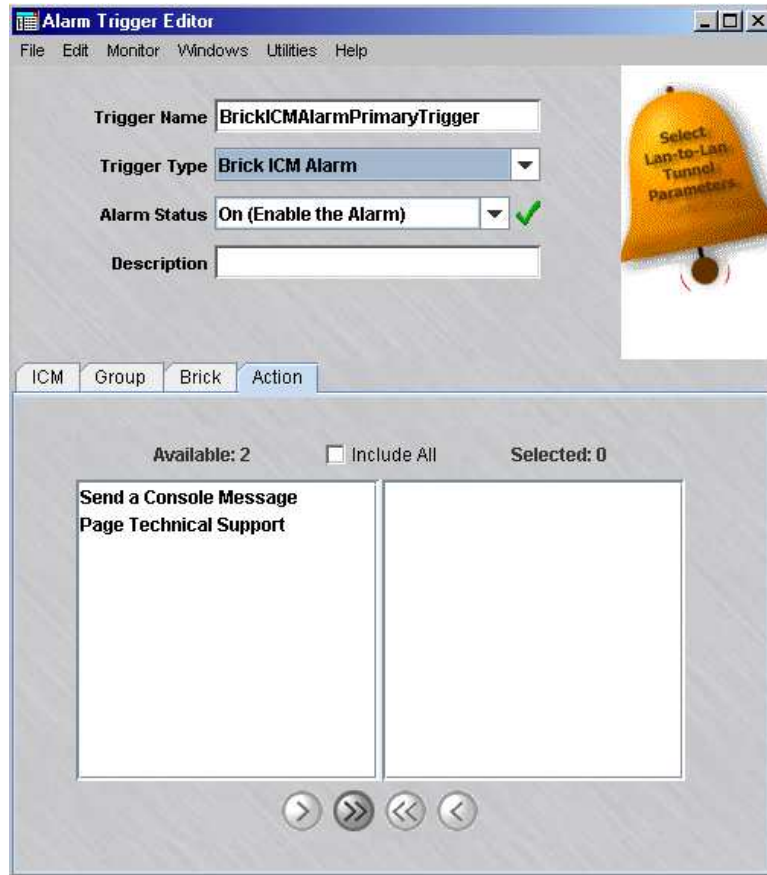 Alarm Trigger Editor
File Edit Monitor Windows Utilities Help
Trigger Name BrickICMAlarmPrimaryTrigger
Trigger Type Brick ICM Alarm
Alarm Status On (Enable the Alarm)
Description
Select
Lan-to-Lan
Tunnel
Parameters.
ICM Group Brick Action
Available: 2 Include All Selected: 0
Send a Console Message
Page Technical Support